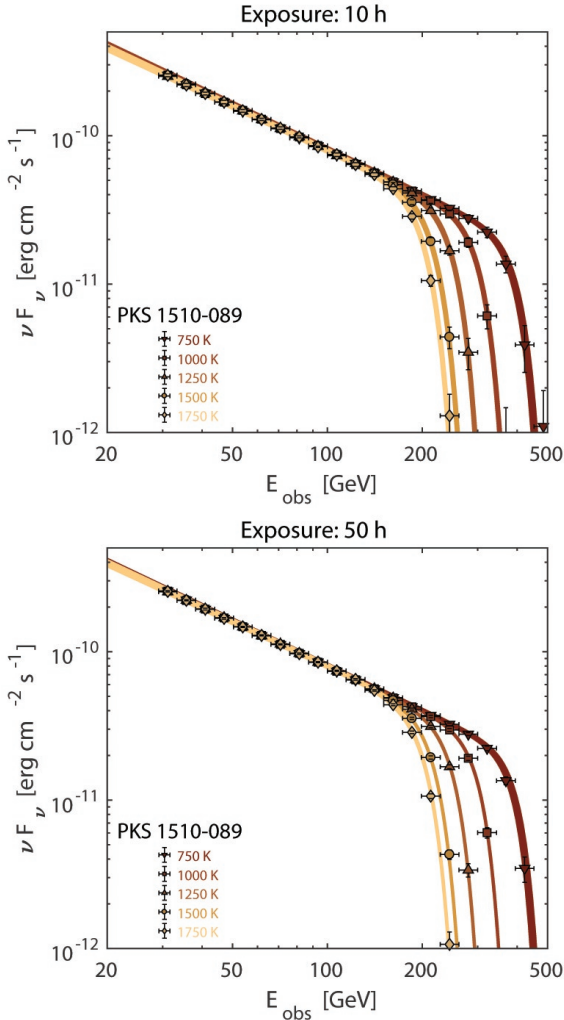 Exposure: 10 h
10^-10
10^-11
10^-12
ν F_ν [erg cm^-2 s^-1]
PKS 1510-089
750 K
1000 K
1250 K
1500 K
1750 K
20 50 100 200 500
E_obs [GeV]
Exposure: 50 h
10^-10
10^-11
10^-12
ν F_ν [erg cm^-2 s^-1]
PKS 1510-089
750 K
1000 K
1250 K
1500 K
1750 K
20 50 100 200 500
E_obs [GeV]